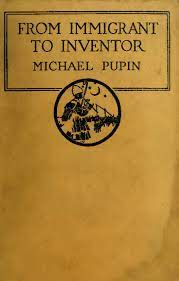 FROM IMMIGRANT
TO INVENTOR
MICHAEL PUPIN